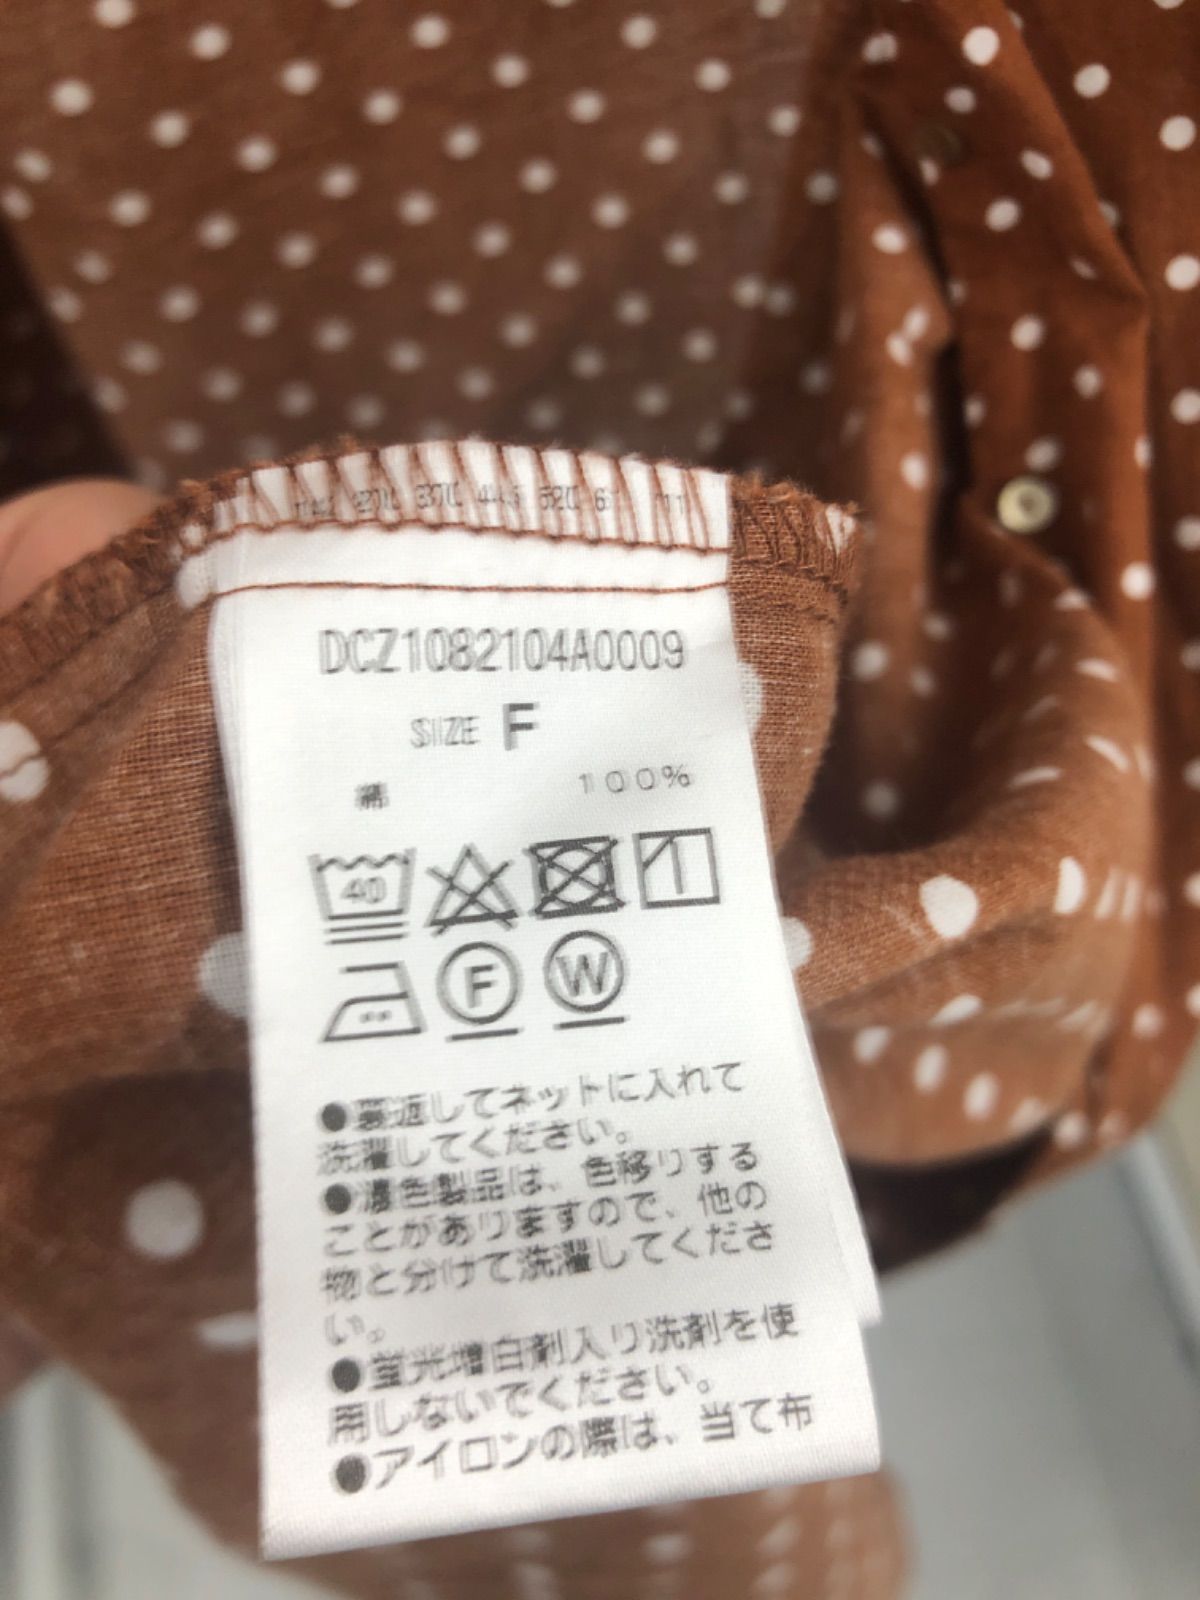 DCZ1082104A0009
SIZE F
綿 100%
40
F W
●裏返してネットに入れて
洗濯してください。
●濃色製品は、色移りする
ことがありますので、他の
物と分けて洗濯してくださ
い。
●蛍光増白剤入り洗剤を使
用しないでください。
●アイロンの際は、当て布